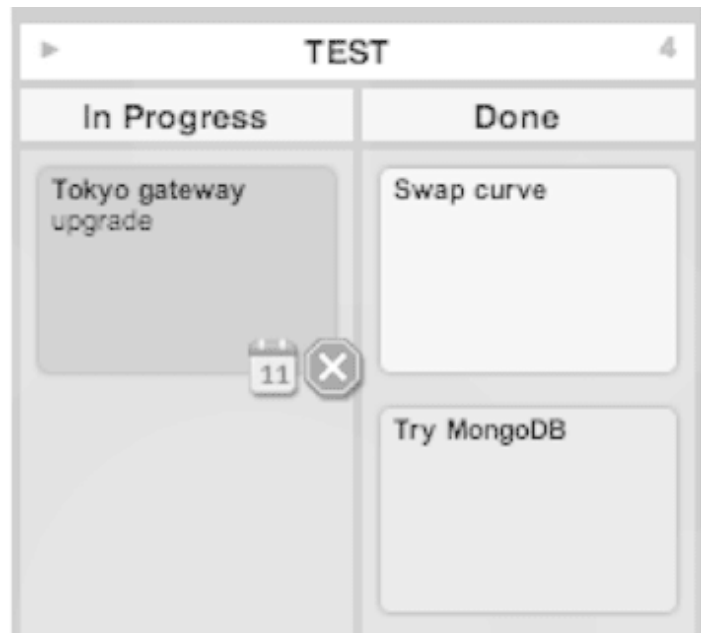 TEST 4
In Progress Done
Tokyo gateway
upgrade
11
Swap curve
Try MongoDB